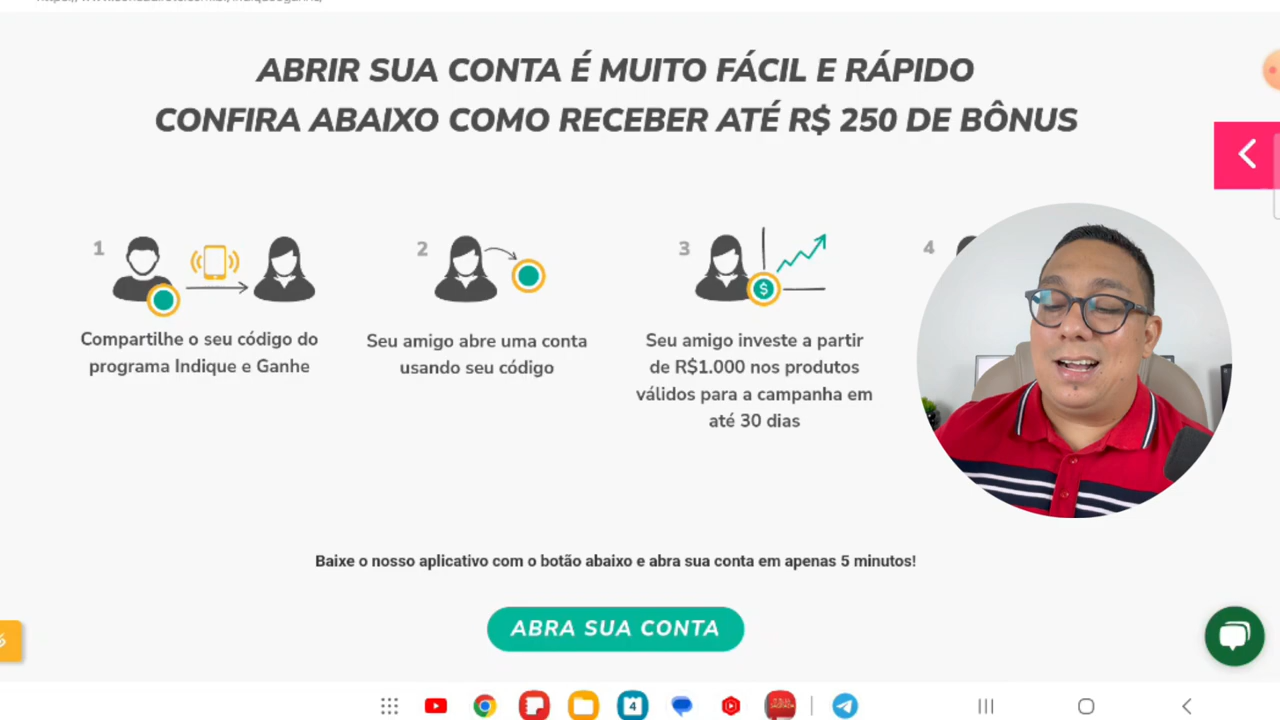 ABRIR SUA CONTA É MUITO FÁCIL E RÁPIDO
CONFIRA ABAIXO COMO RECEBER ATÉ R$ 250 DE BÔNUS
1
Compartilhe o seu código do
programa Indique e Ganhe
2
Seu amigo abre uma conta
usando seu código
3
$
Seu amigo investe a partir
de R$1.000 nos produtos
válidos para a campanha em
até 30 dias
4
Baixe o nosso aplicativo com o botão abaixo e abra sua conta em apenas 5 minutos!
ABRA SUA CONTA
4